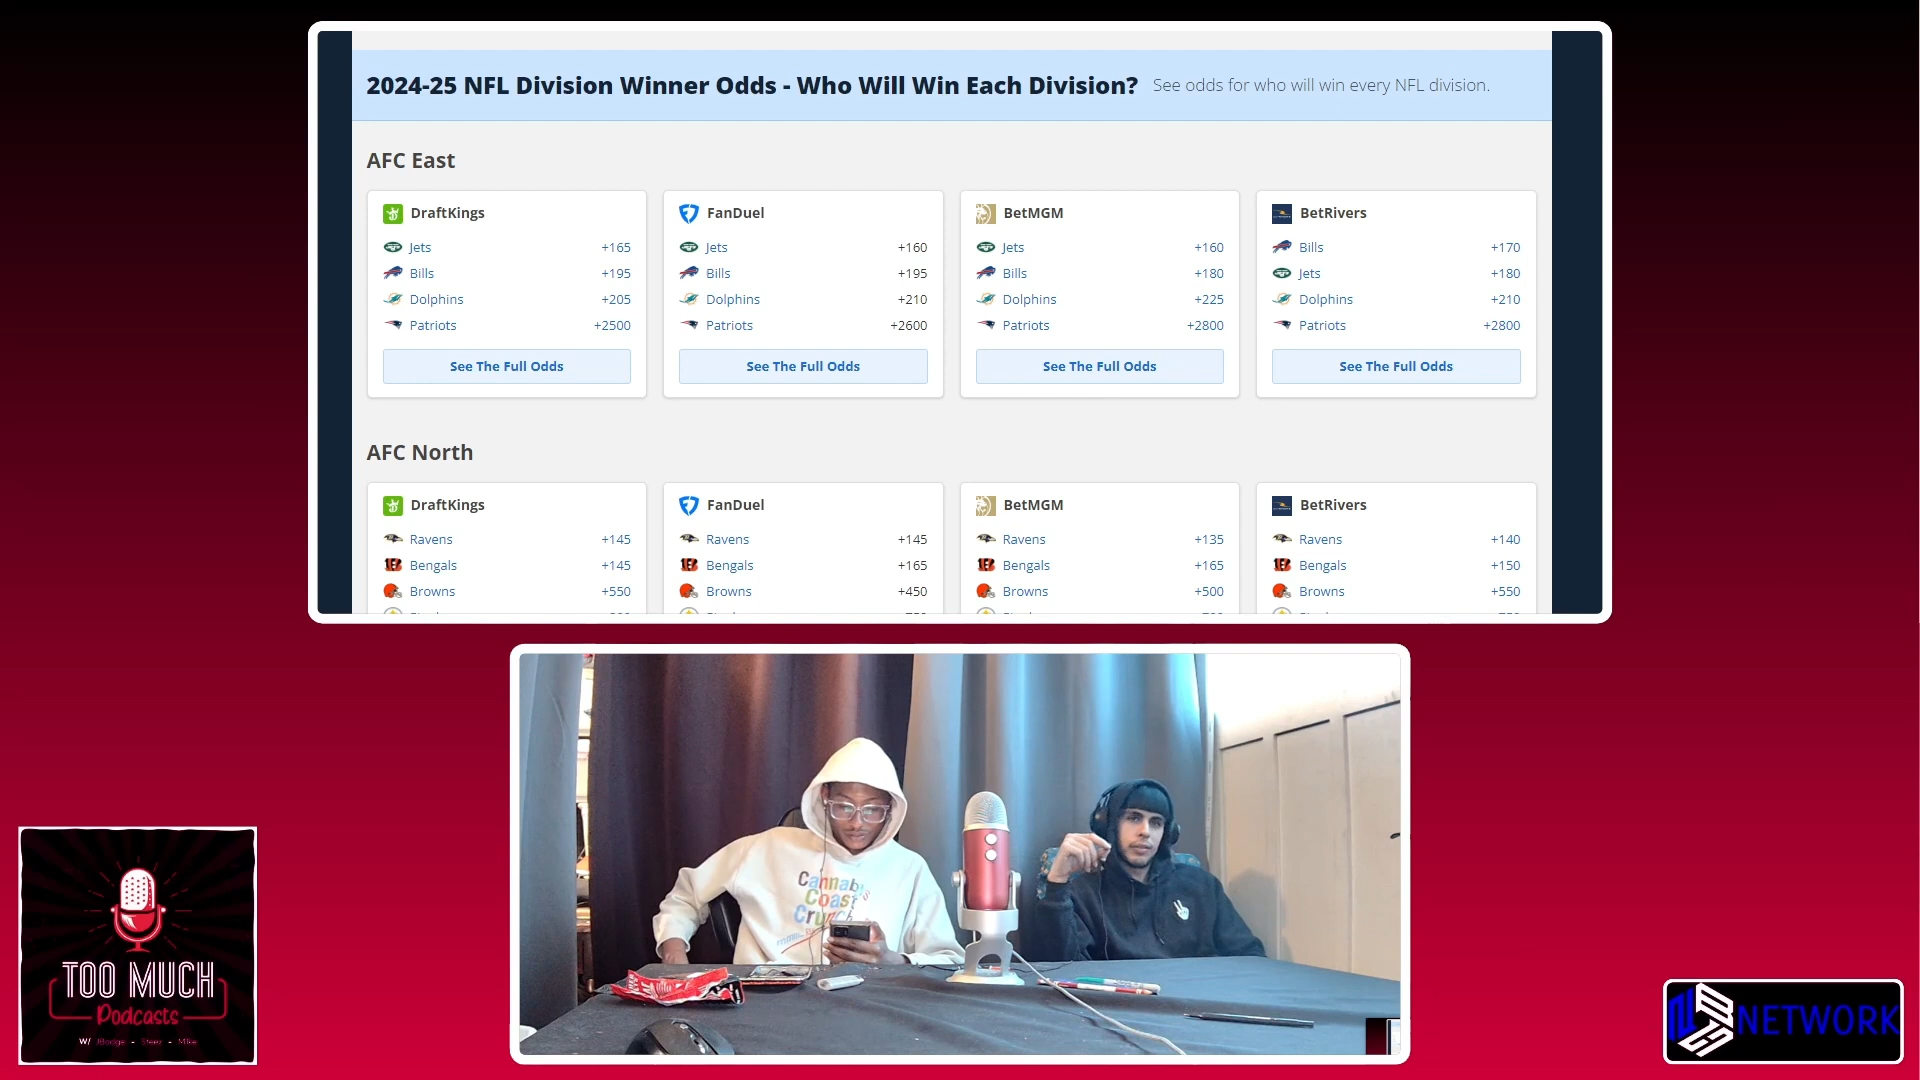 2024-25 NFL Division Winner Odds - Who Will Win Each Division? See odds for who will win every NFL division.
AFC East
DraftKings
Jets +165
Bills +195
Dolphins +205
Patriots +2500
See The Full Odds
FanDuel
Jets +160
Bills +195
Dolphins +210
Patriots +2600
See The Full Odds
BetMGM
Jets +160
Bills +180
Dolphins +225
Patriots +2800
See The Full Odds
BetRivers
Bills +170
Jets +180
Dolphins +210
Patriots +2800
See The Full Odds
AFC North
DraftKings
Ravens +145
Bengals +145
Browns +550
FanDuel
Ravens +145
Bengals +165
Browns +450
BetMGM
Ravens +135
Bengals +165
Browns +500
BetRivers
Ravens +140
Bengals +150
Browns +550
Coast
TOO MUCH
Podcasts
W/
NETWORK